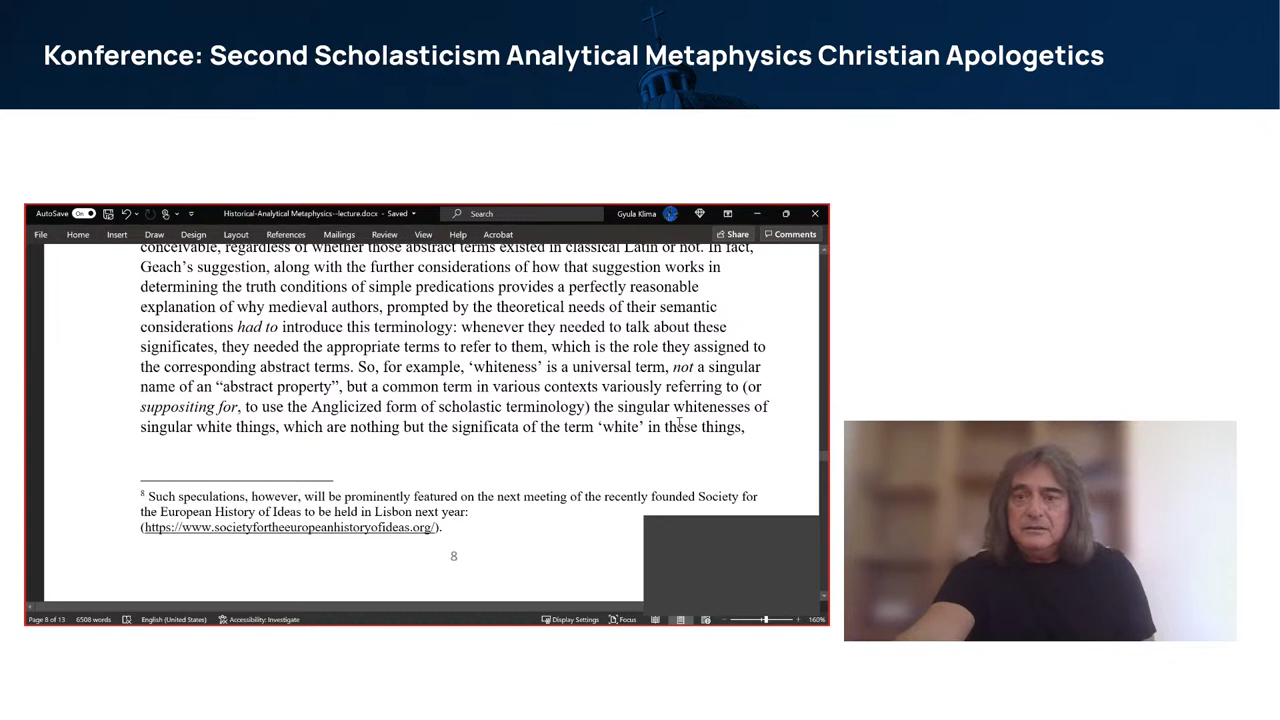 Konference: Second Scholasticism Analytical Metaphysics Christian Apologetics
AutoSave On Historical-Analytical Metaphysics--lecture.docx - Saved Search Gyula Klima
File Home Insert Draw Design Layout References Mailings Review View Help Acrobat Share Comments
conceivable, regardless of whether those abstract terms existed in classical Latin or not. In fact,
Geach’s suggestion, along with the further considerations of how that suggestion works in
determining the truth conditions of simple predications provides a perfectly reasonable
explanation of why medieval authors, prompted by the theoretical needs of their semantic
considerations had to introduce this terminology: whenever they needed to talk about these
significates, they needed the appropriate terms to refer to them, which is the role they assigned to
the corresponding abstract terms. So, for example, ‘whiteness’ is a universal term, not a singular
name of an “abstract property”, but a common term in various contexts variously referring to (or
suppositing for, to use the Anglicized form of scholastic terminology) the singular whitenesses of
singular white things, which are nothing but the significata of the term ‘white’ in these things,
8 Such speculations, however, will be prominently featured on the next meeting of the recently founded Society for
the European History of Ideas to be held in Lisbon next year:
(https://www.societyfortheeuropeanhistoryofideas.org/).
8
Page 8 of 13 6508 words English (United States) Accessibility: Investigate Display Settings Focus 160%